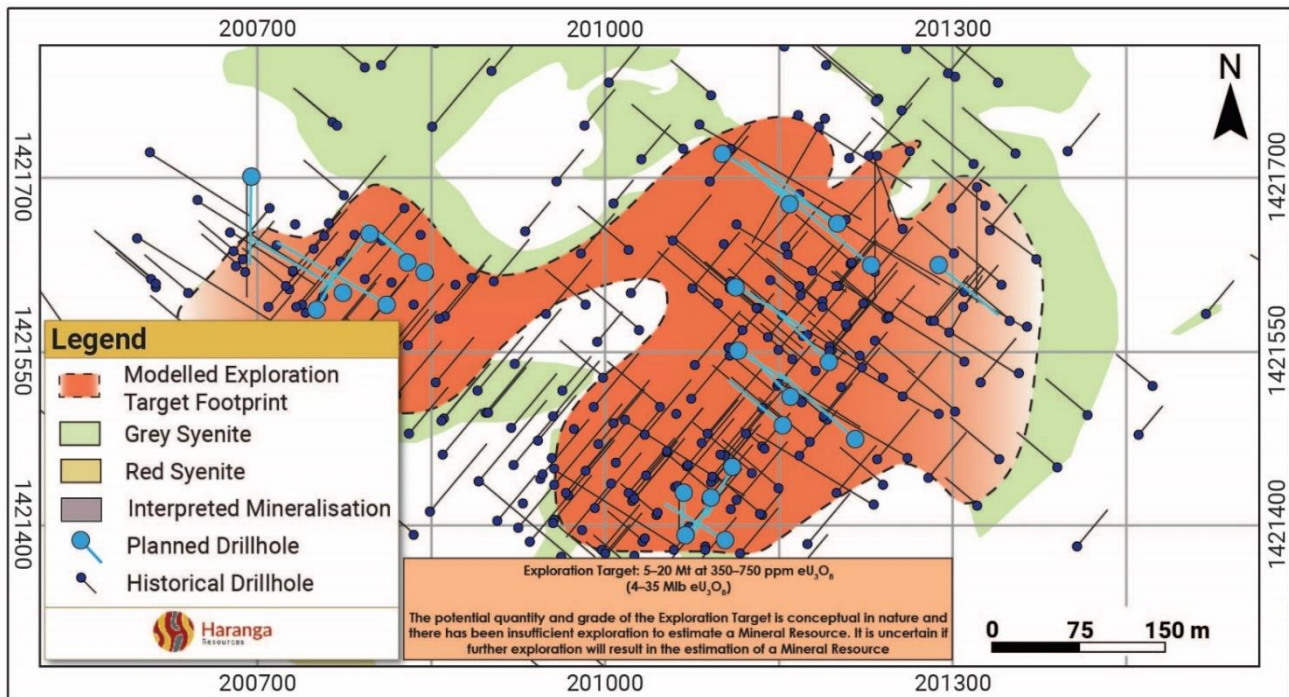 200700 201000 201300
N
1421700
1421550
1421400
1421700
1421550
1421400
Legend
Modelled Exploration
Target Footprint
Grey Syenite
Red Syenite
Interpreted Mineralisation
Planned Drillhole
Historical Drillhole
Haranga
Resources
Exploration Target: 5–20 Mt at 350–750 ppm eU₃O₈
(4–35 Mlb eU₃O₈)
The potential quantity and grade of the Exploration Target is conceptual in nature and
there has been insufficient exploration to estimate a Mineral Resource. It is uncertain if
further exploration will result in the estimation of a Mineral Resource
0 75 150 m
200700 201000 201300